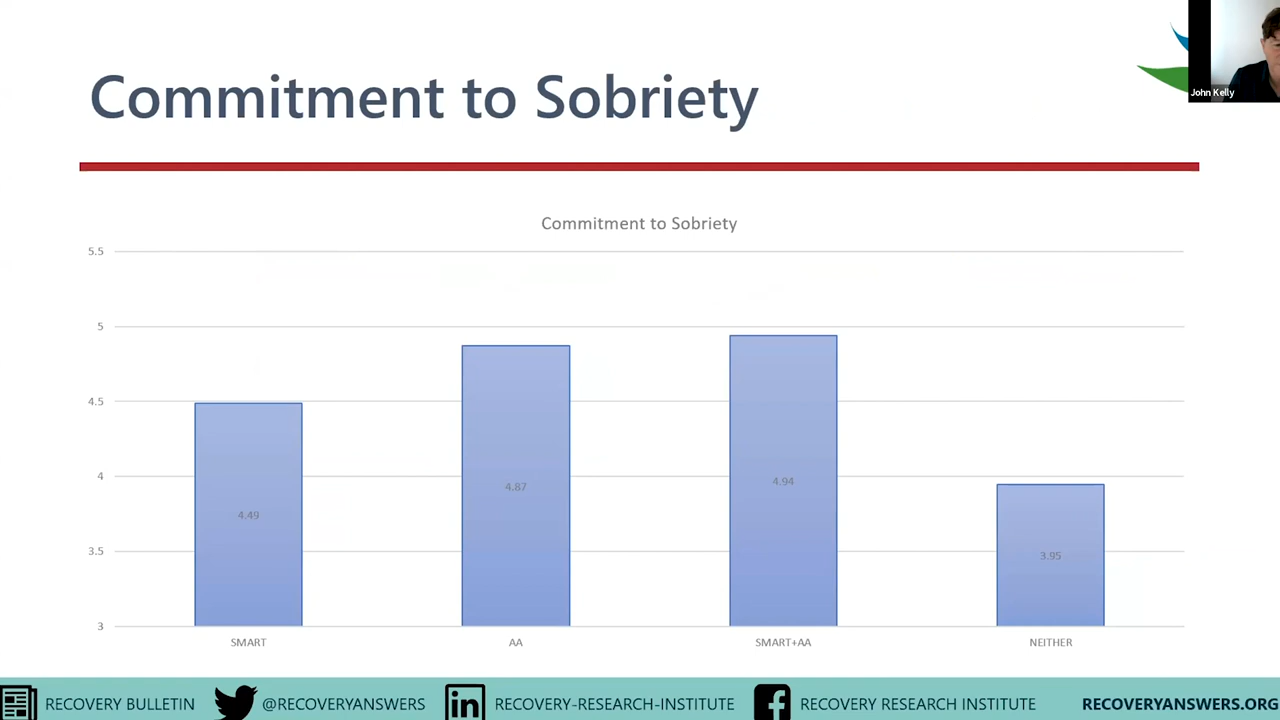 Commitment to Sobriety
John Kelly
Commitment to Sobriety
5.5
5
4.5
4
3.5
3
4.49
4.87
4.94
3.95
SMART
AA
SMART+AA
NEITHER
RECOVERY BULLETIN
@RECOVERYANSWERS
in
RECOVERY-RESEARCH-INSTITUTE
f
RECOVERY RESEARCH INSTITUTE
RECOVERYANSWERS.ORG